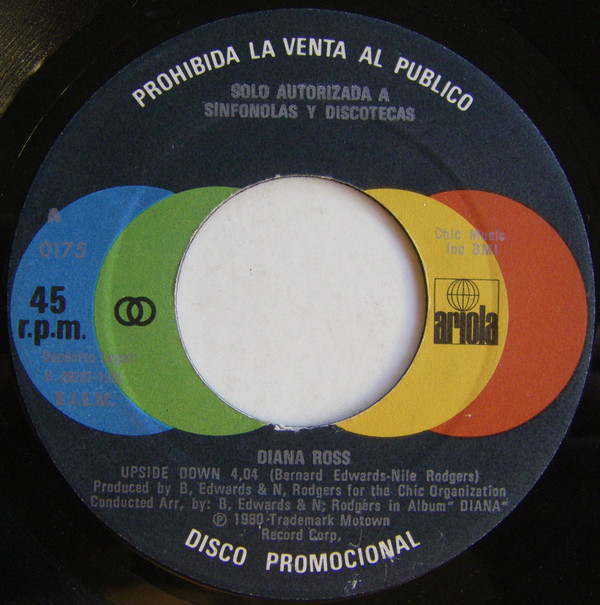 PROHIBIDA LA VENTA AL PUBLICO
SOLO AUTORIZADA A
SINFONOLAS Y DISCOTECAS
A
0175
Chic Music
Inc BMI
45
r.p.m.
ariola
Depósito
B.I.E.M.
DIANA ROSS
UPSIDE DOWN 4,04 (Bernard Edwards-Nile Rodgers)
Produced by B, Edwards & N, Rodgers for the Chic Organization
Conducted Arr, by: B, Edwards & N; Rodgers in Album" DIANA"
℗ 1980-Trademark Motown
Record Corp.
DISCO PROMOCIONAL